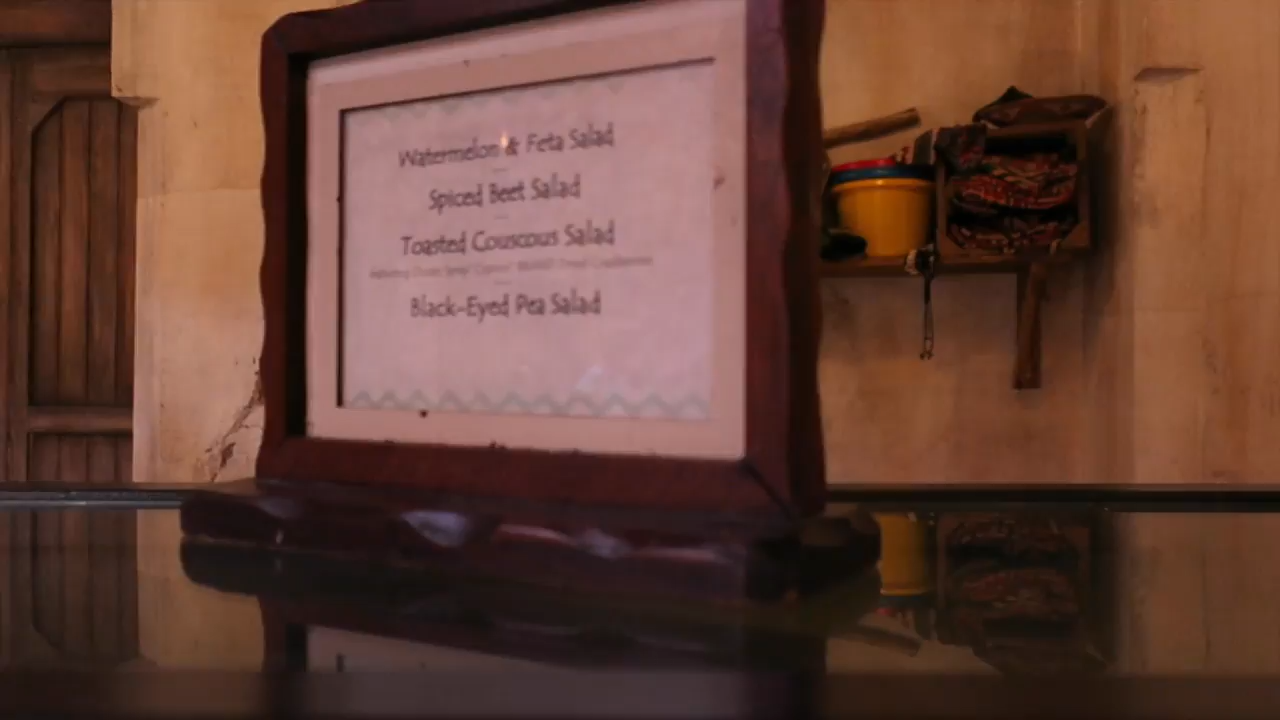 Watermelon & Feta Salad
Spiced Beet Salad
Toasted Couscous Salad
Black-Eyed Pea Salad